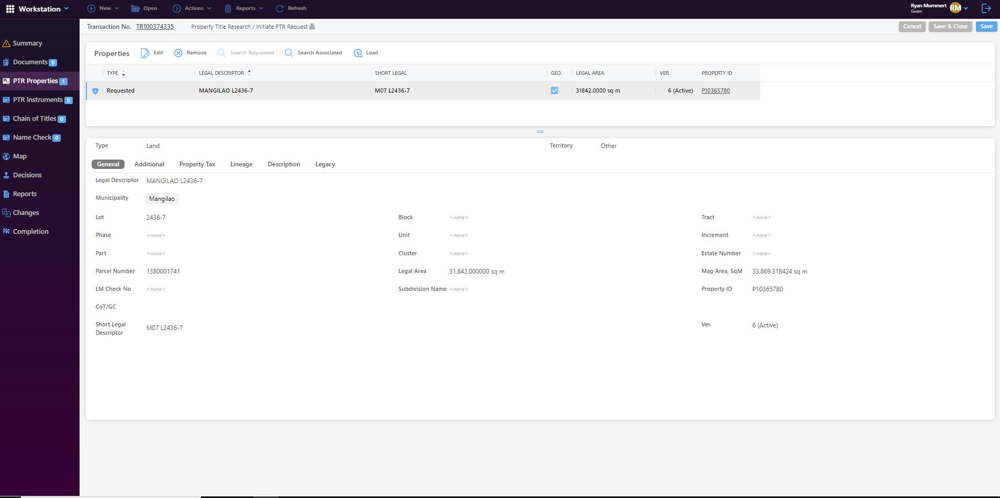 Workstation New Open Actions Reports Refresh Ryan Mummert RM
Guam
Transaction No. TR100374335 Property Title Research / Initiate PTR Request Cancel Save & Close Save
Summary
Documents 0
PTR Properties 1
PTR Instruments 0
Chain of Titles 0
Name Check 0
Map
Decisions
Reports
Changes
Completion
Properties Edit Remove Search Requested Search Associated Load
TYPE LEGAL DESCRIPTOR SHORT LEGAL GEO. LEGAL AREA VER. PROPERTY ID
Requested MANGILAO L2436-7 M07 L2436-7 31842.0000 sq m 6 (Active) P10365780
Type Land Territory Other
General Additional Property Tax Lineage Description Legacy
Legal Descriptor MANGILAO L2436-7
Municipality Mangilao
Lot 2436-7 Block <none> Tract <none>
Phase <none> Unit <none> Increment <none>
Part <none> Cluster <none> Estate Number <none>
Parcel Number 1380001741 Legal Area 31,842.000000 sq m Map Area, SqM 33,869.318424 sq m
LM Check No <none> Subdivision Name <none> Property ID P10365780
CoT/GC
Short Legal Descriptor M07 L2436-7 Ver. 6 (Active)